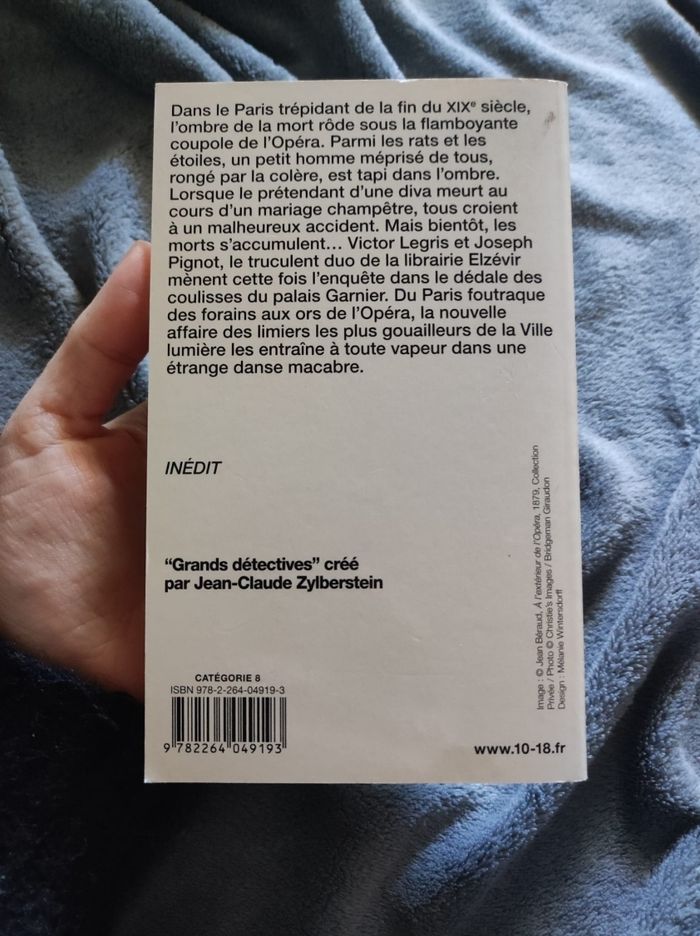 Dans le Paris trépidant de la fin du XIXe siècle,
l'ombre de la mort rôde sous la flamboyante
coupole de l'Opéra. Parmi les rats et les
étoiles, un petit homme méprisé de tous,
rongé par la colère, est tapi dans l'ombre.
Lorsque le prétendant d'une diva meurt au
cours d'un mariage champêtre, tous croient
à un malheureux accident. Mais bientôt, les
morts s'accumulent... Victor Legris et Joseph
Pignot, le truculent duo de la librairie Elzévir
mènent cette fois l'enquête dans le dédale des
coulisses du palais Garnier. Du Paris foutraque
des forains aux ors de l'Opéra, la nouvelle
affaire des limiers les plus gouailleurs de la Ville
lumière les entraîne à toute vapeur dans une
étrange danse macabre.
INÉDIT
"Grands détectives" créé
par Jean-Claude Zylberstein
CATÉGORIE 8
ISBN 978-2-264-04919-3
9 782264 049193
www.10-18.fr
Image : © Jean Béraud, À l'extérieur de l'Opéra, 1879, Collection
Privée / Photo © Christie's Images / Bridgeman Giraudon
Design : Mélanie Wintersdorff